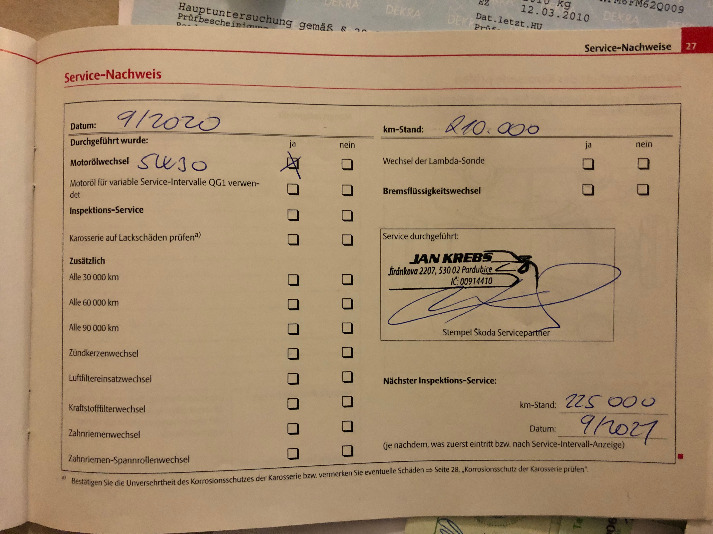 Hauptuntersuchung gemäß §
12.03.2010
Dat.letzt.HU
Service-Nachweise 27
Service-Nachweis
Datum: 9/2020
km-Stand: 210.000
Durchgeführt wurde: ja nein
ja nein
Motorölwechsel 5W30
Wechsel der Lambda-Sonde
Motoröl für variable Service-Intervalle QG1 verwen-
det
Bremsflüssigkeitswechsel
Inspektions-Service
Karosserie auf Lackschäden prüfen a)
Service durchgeführt:
JAN KREBS
Jiránkova 2207, 530 02 Pardubice
IČ: 00914410
Stempel Škoda Servicepartner
Zusätzlich
Alle 30 000 km
Alle 60 000 km
Alle 90 000 km
Zündkerzenwechsel
Luftfiltereinsatzwechsel
Kraftstofffilterwechsel
Zahnriemenwechsel
Zahnriemen-Spannrollenwechsel
Nächster Inspektions-Service:
km-Stand: 225 000
Datum: 9/2021
(je nachdem, was zuerst eintritt bzw. nach Service-Intervall-Anzeige)
a) Bestätigen Sie die Unversehrtheit des Korrosionsschutzes der Karosserie bzw. vermerken Sie eventuelle Schäden ⇒ Seite 28, „Korrosionsschutz der Karosserie prüfen“.